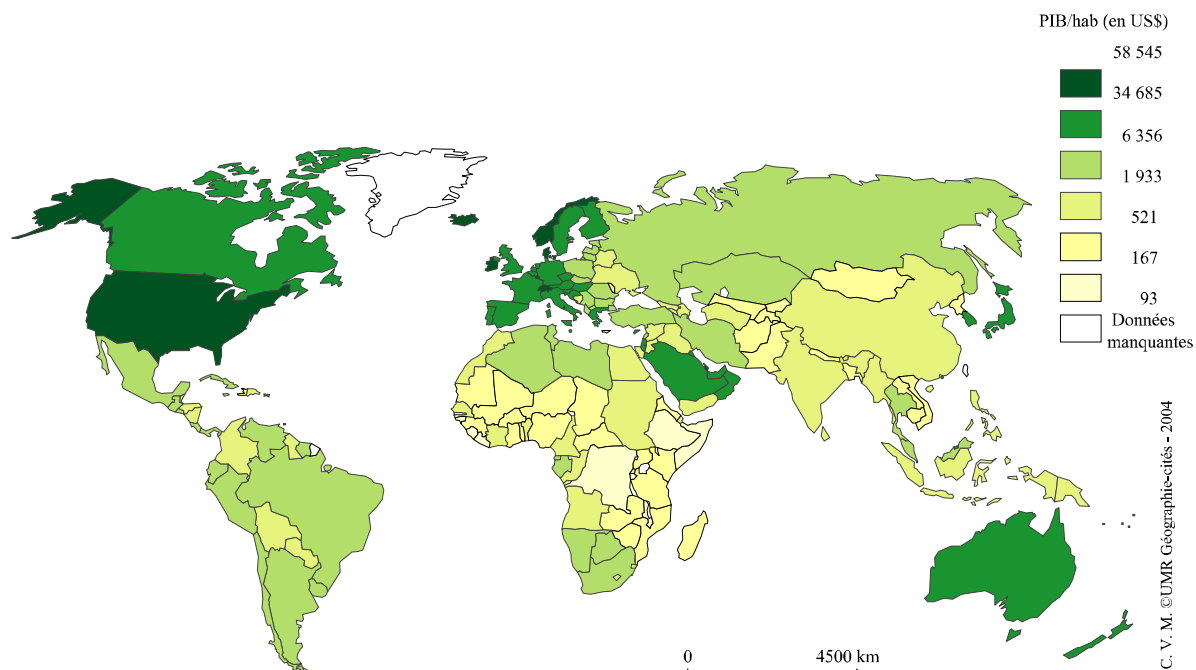 PIB/hab (en US$)
58 545
34 685
6 356
1 933
521
167
93
Données
manquantes
C. V. M. ©UMR Géographie-cités - 2004
0
4500 km